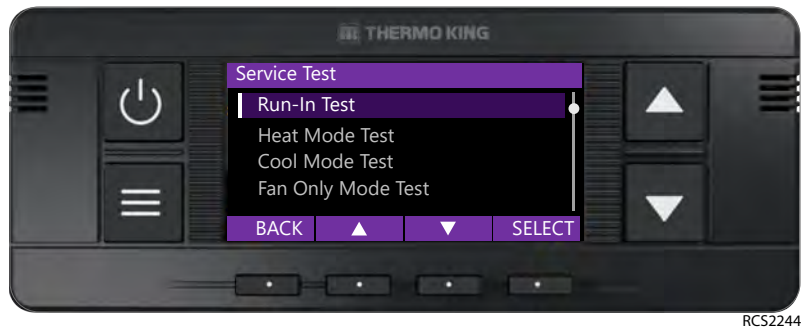 THERMO KING
Service Test
Run-In Test
Heat Mode Test
Cool Mode Test
Fan Only Mode Test
BACK ▲ ▼ SELECT
RCS2244